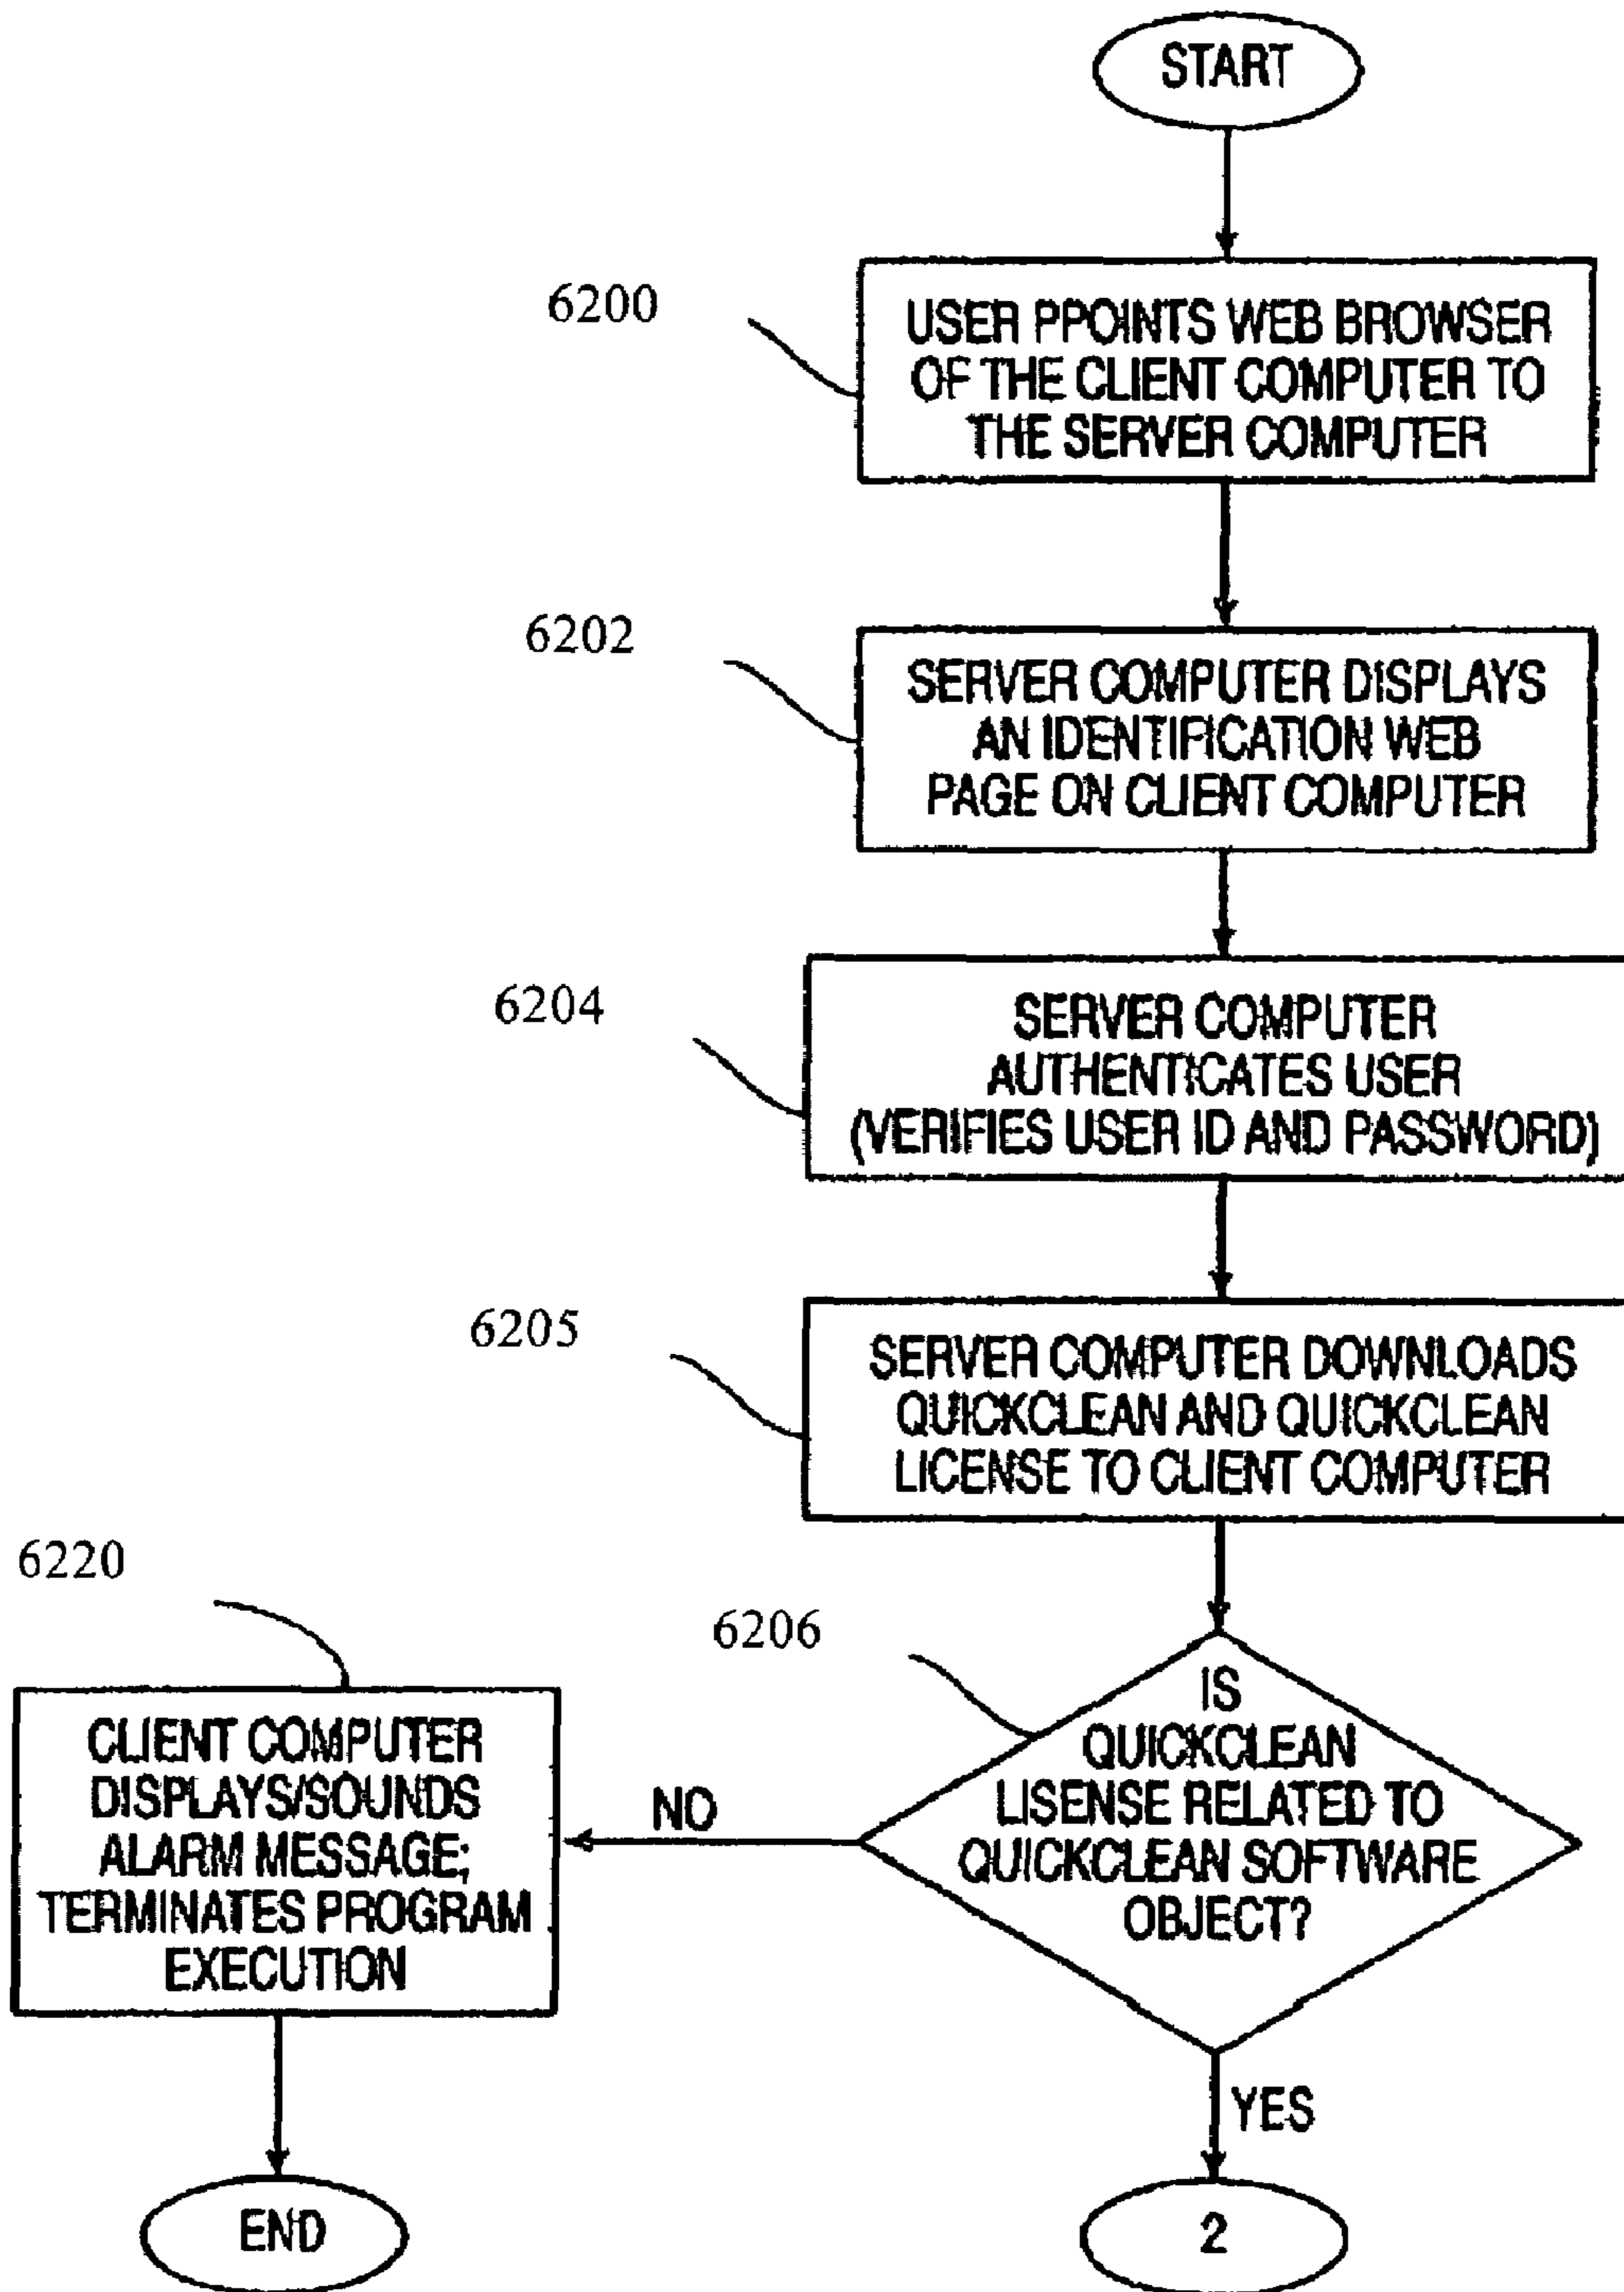 START
6200
USER PPOINTS WEB BROWSER
OF THE CLIENT COMPUTER TO
THE SERVER COMPUTER
6202
SERVER COMPUTER DISPLAYS
AN IDENTIFICATION WEB
PAGE ON CLIENT COMPUTER
6204
SERVER COMPUTER
AUTHENTICATES USER
(VERIFIES USER ID AND PASSWORD)
6205
SERVER COMPUTER DOWNLOADS
QUICKCLEAN AND QUICKCLEAN
LICENSE TO CLIENT COMPUTER
6206
IS
QUICKCLEAN
LISENSE RELATED TO
QUICKCLEAN SOFTWARE
OBJECT?
NO
6220
CLIENT COMPUTER
DISPLAYS/SOUNDS
ALARM MESSAGE;
TERMINATES PROGRAM
EXECUTION
END
YES
2